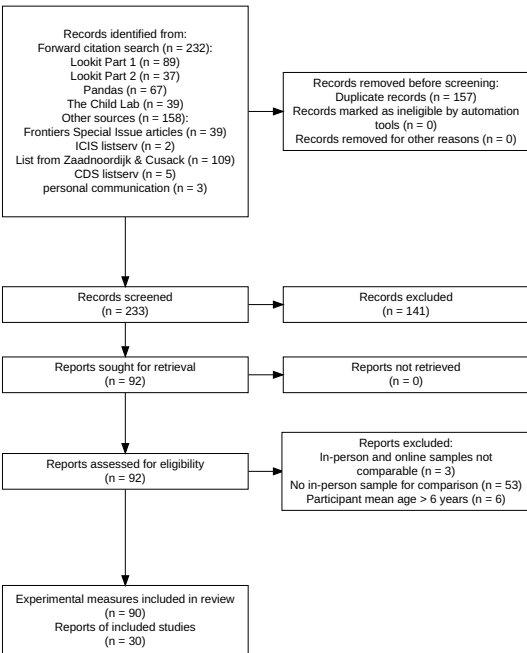 Records identified from:
Forward citation search (n = 232):
Lookit Part 1 (n = 89)
Lookit Part 2 (n = 37)
Pandas (n = 67)
The Child Lab (n = 39)
Other sources (n = 158):
Frontiers Special Issue articles (n = 39)
ICIS listserv (n = 2)
List from Zaadnoordijk & Cusack (n = 109)
CDS listserv (n = 5)
personal communication (n = 3)
Records removed before screening:
Duplicate records (n = 157)
Records marked as ineligible by automation
tools (n = 0)
Records removed for other reasons (n = 0)
Records screened
(n = 233)
Records excluded
(n = 141)
Reports sought for retrieval
(n = 92)
Reports not retrieved
(n = 0)
Reports assessed for eligibility
(n = 92)
Reports excluded:
In-person and online samples not
comparable (n = 3)
No in-person sample for comparison (n = 53)
Participant mean age > 6 years (n = 6)
Experimental measures included in review
(n = 90)
Reports of included studies
(n = 30)